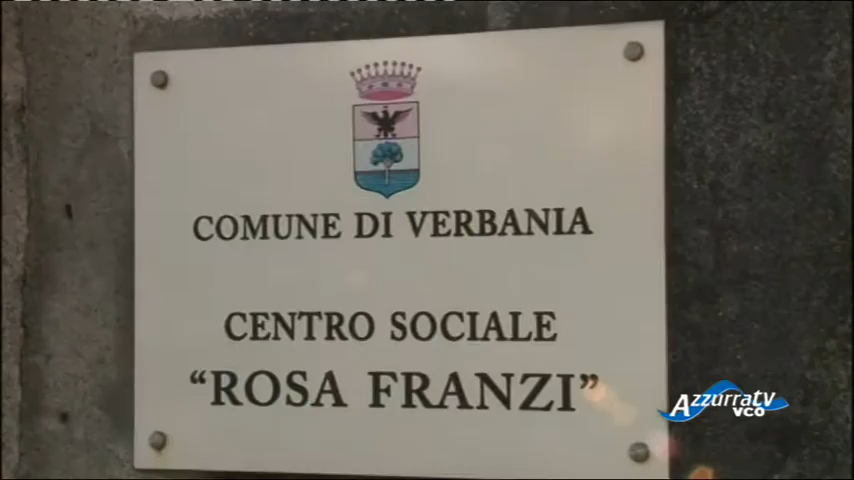 COMUNE DI VERBANIA
CENTRO SOCIALE
“ROSA FRANZI”
Azzurratv
VCO